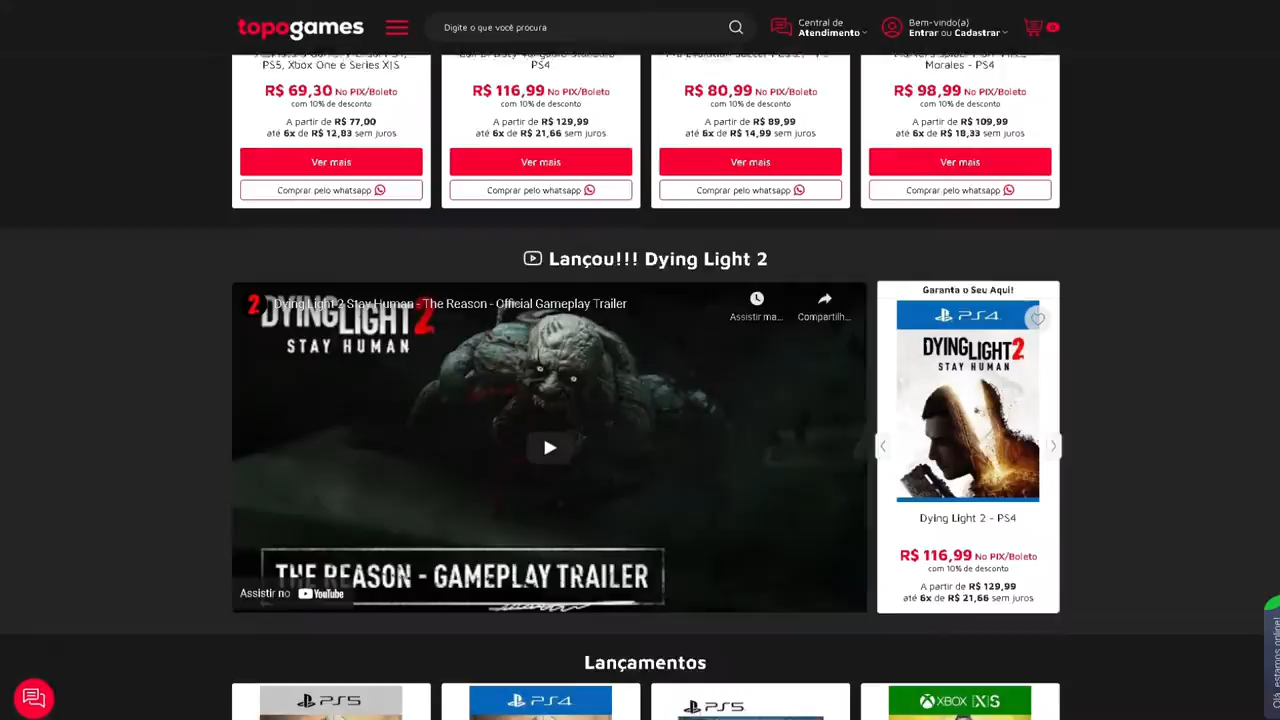 topogames
Digite o que você procura
Central de
Atendimento
Bem-vindo(a)
Entrar ou Cadastrar
0
PS5, Xbox One e Series X|S
PS4
Morales - PS4
R$ 69,30 No PIX/Boleto
com 10% de desconto
A partir de R$ 77,00
até 6x de R$ 12,83 sem juros
Ver mais
Comprar pelo whatsapp
R$ 116,99 No PIX/Boleto
com 10% de desconto
A partir de R$ 129,99
até 6x de R$ 21,66 sem juros
Ver mais
Comprar pelo whatsapp
R$ 80,99 No PIX/Boleto
com 10% de desconto
A partir de R$ 89,99
até 6x de R$ 14,99 sem juros
Ver mais
Comprar pelo whatsapp
R$ 98,99 No PIX/Boleto
com 10% de desconto
A partir de R$ 109,99
até 6x de R$ 18,33 sem juros
Ver mais
Comprar pelo whatsapp
Lançou!!! Dying Light 2
Dying Light 2 Stay Human - The Reason - Official Gameplay Trailer
2 DYING LIGHT 2
STAY HUMAN
Assistir ma...
Compartilh...
THE REASON - GAMEPLAY TRAILER
Assistir no YouTube
Garanta o Seu Aqui!
PS4
DYING LIGHT 2
STAY HUMAN
Dying Light 2 - PS4
R$ 116,99 No PIX/Boleto
com 10% de desconto
A partir de R$ 129,99
até 6x de R$ 21,66 sem juros
Olá, estamos online!
Lançamentos
PS5
PS4
PS5
XBOX X|S